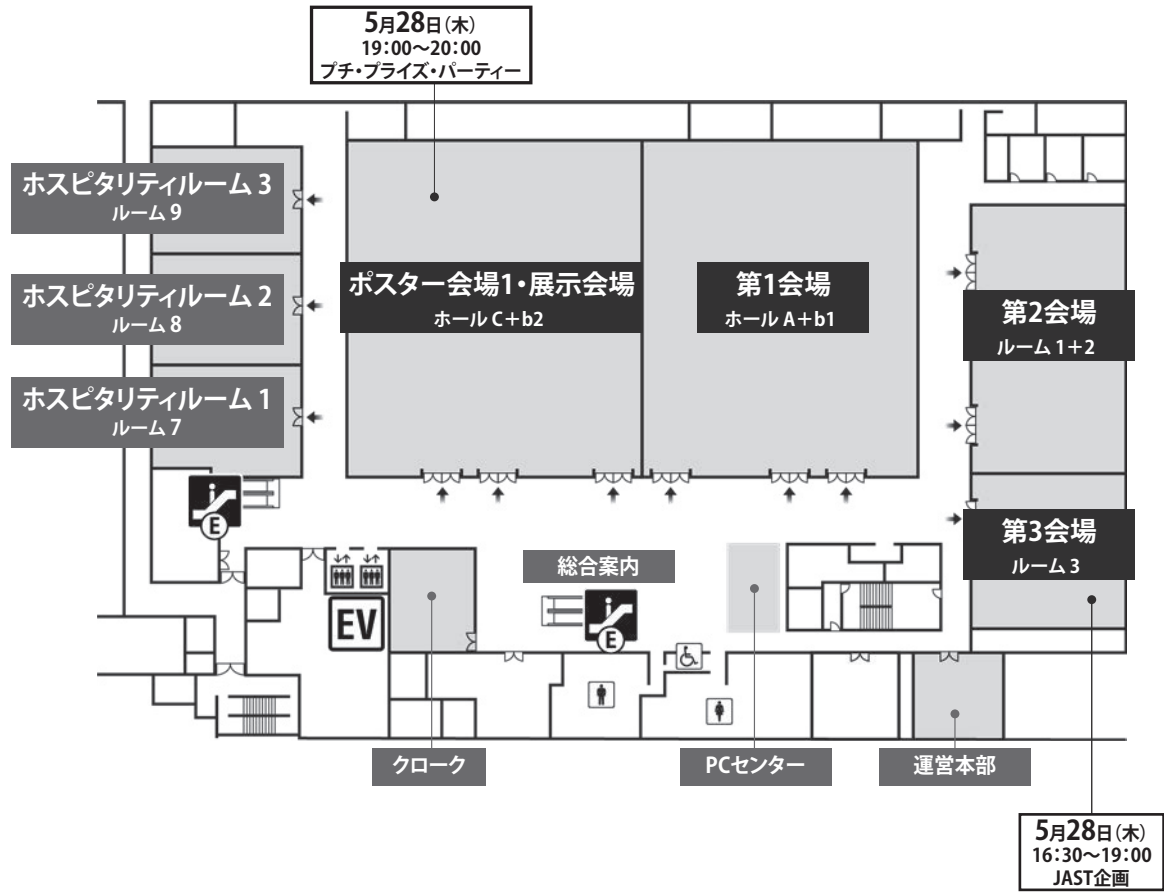 5月28日（木）
19：00～20：00
プチ・プライズ・パーティー
ホスピタリティルーム 3
ルーム 9
ホスピタリティルーム 2
ルーム 8
ホスピタリティルーム 1
ルーム 7
ポスター会場1・展示会場
ホール C＋b2
第1会場
ホール A＋b1
第2会場
ルーム 1＋2
第3会場
ルーム 3
E
総合案内
E
EV
クローク
PCセンター
運営本部
5月28日（木）
16：30～19：00
JAST企画